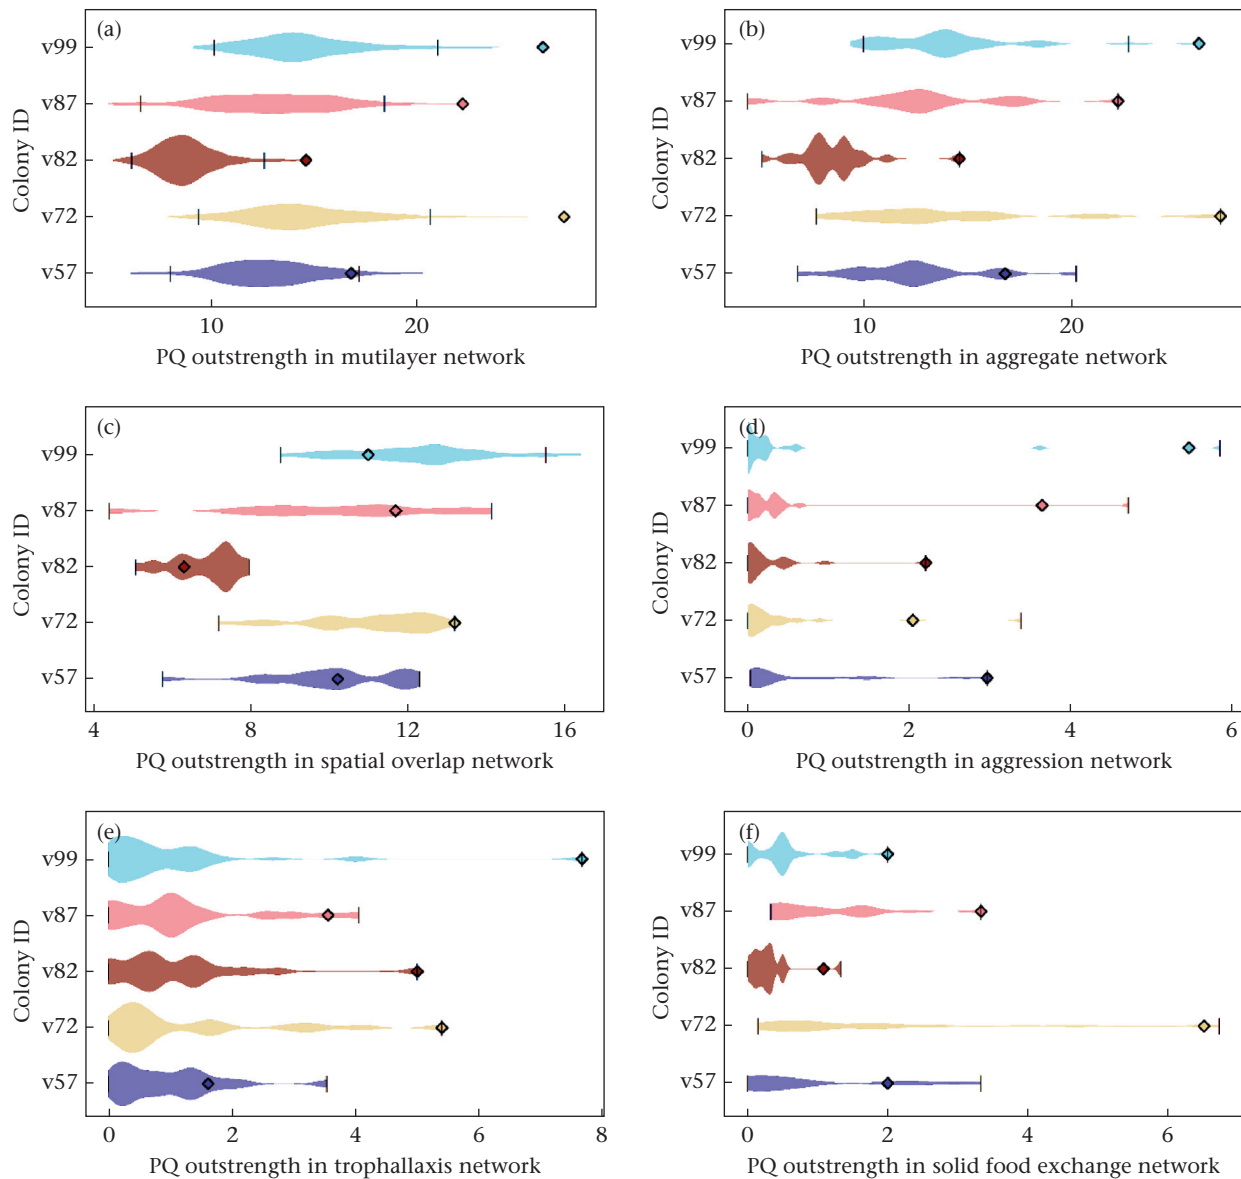 (a)
v99
v87
v82
v72
v57
Colony ID
10 20
PQ outstrength in mutilayer network
(b)
v99
v87
v82
v72
v57
Colony ID
10 20
PQ outstrength in aggregate network
(c)
v99
v87
v82
v72
v57
Colony ID
4 8 12 16
PQ outstrength in spatial overlap network
(d)
v99
v87
v82
v72
v57
Colony ID
0 2 4 6
PQ outstrength in aggression network
(e)
v99
v87
v82
v72
v57
Colony ID
0 2 4 6 8
PQ outstrength in trophallaxis network
(f)
v99
v87
v82
v72
v57
Colony ID
0 2 4 6
PQ outstrength in solid food exchange network